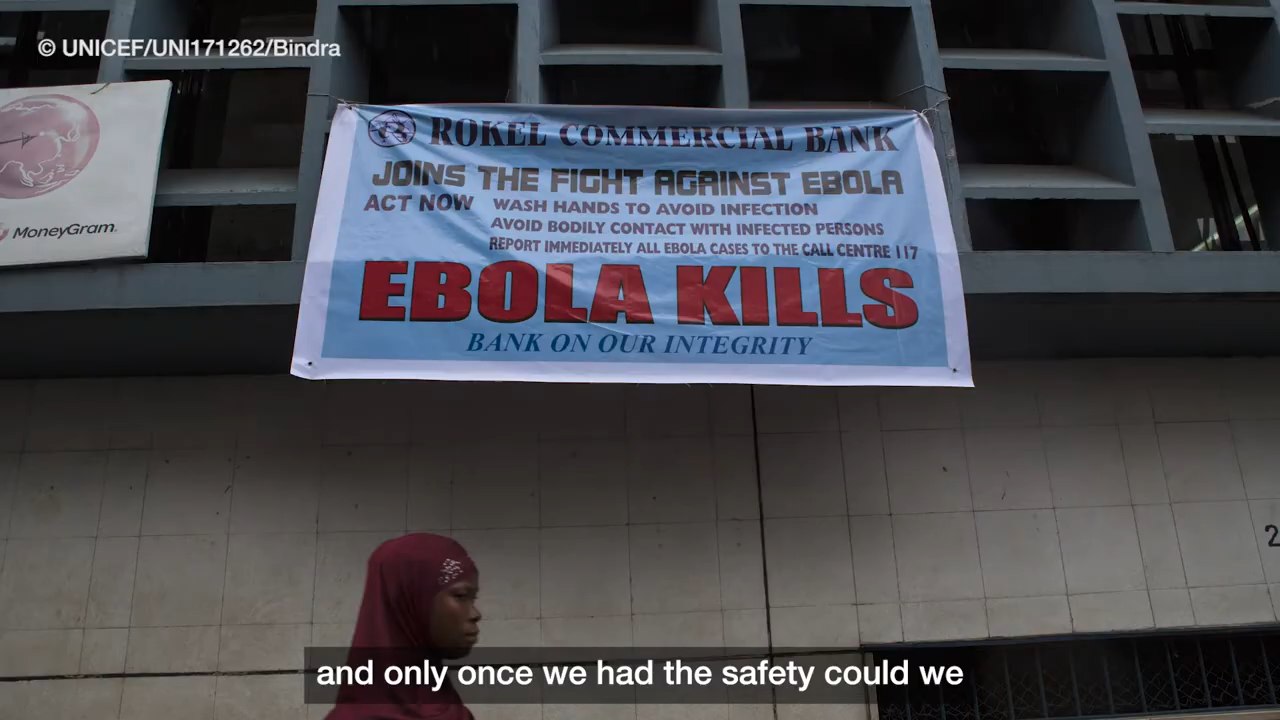 © UNICEF/UNI171262/Bindra
MoneyGram.
ROKEL COMMERCIAL BANK
JOINS THE FIGHT AGAINST EBOLA
ACT NOW WASH HANDS TO AVOID INFECTION
AVOID BODILY CONTACT WITH INFECTED PERSONS
REPORT IMMEDIATELY ALL EBOLA CASES TO THE CALL CENTRE 117
EBOLA KILLS
BANK ON OUR INTEGRITY
2
and only once we had the safety could we